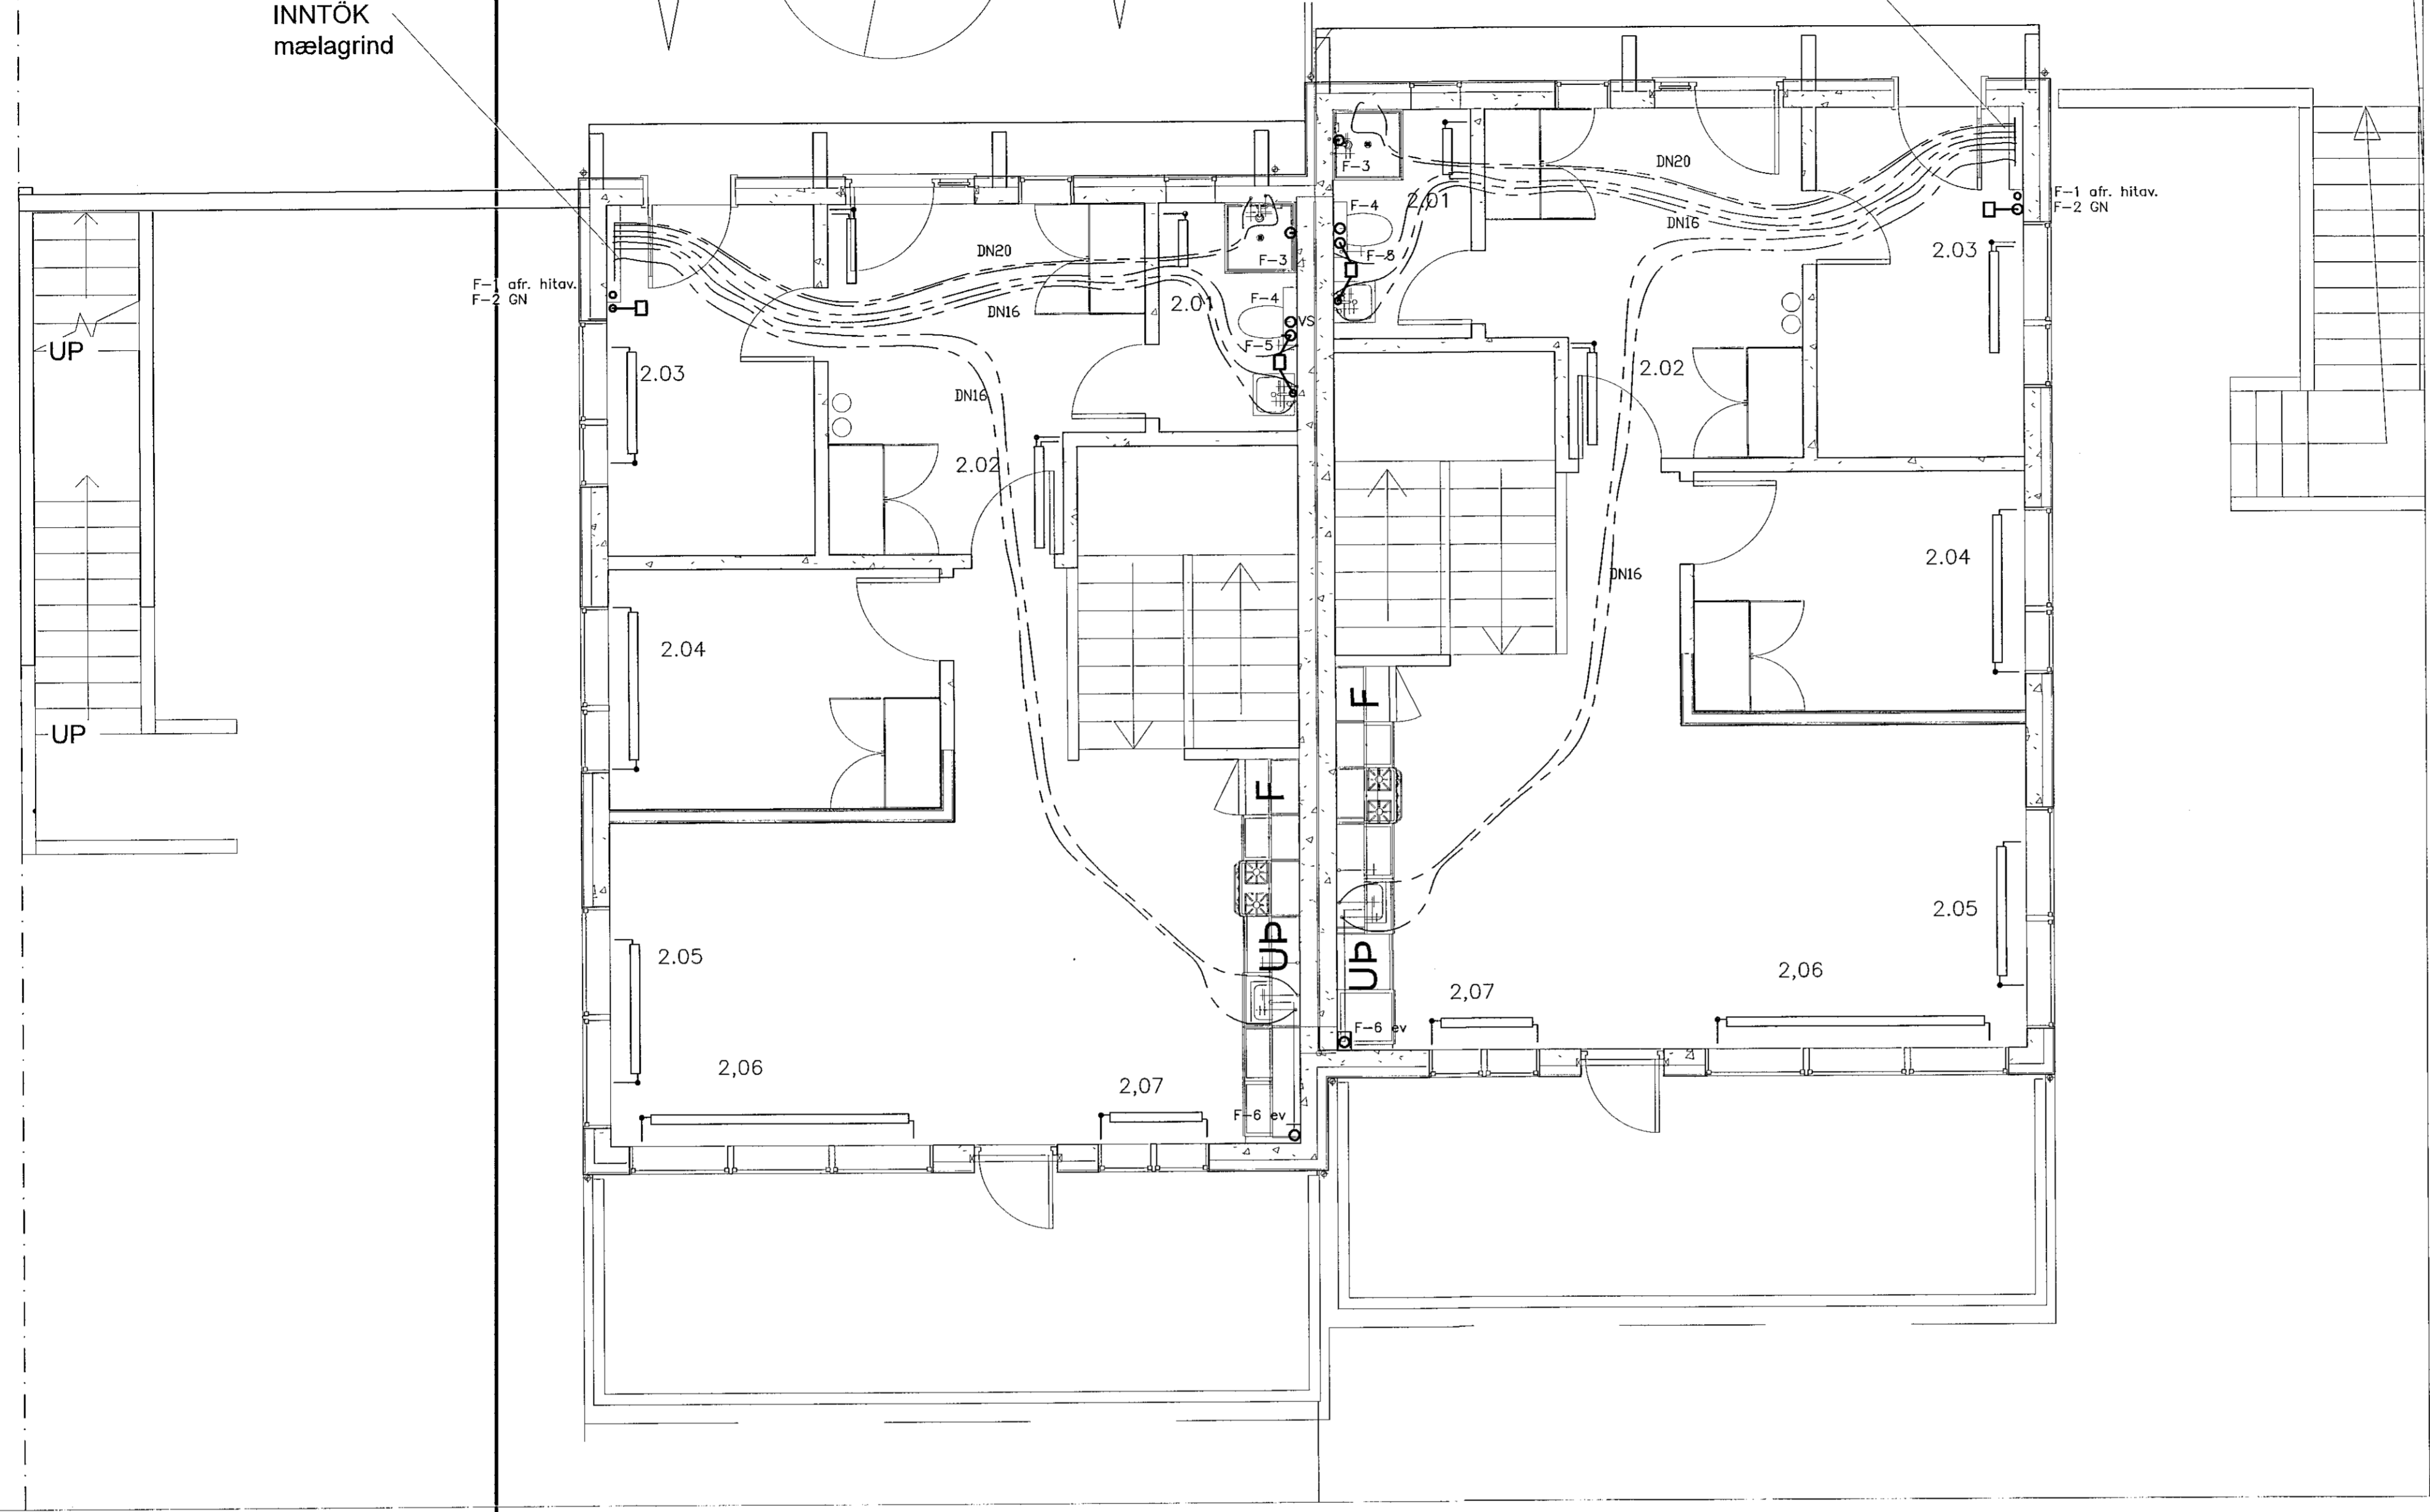 INNTÖK
mælagrind
F-3
DN20
F-1 afr. hitav.
F-2 GN
2.01
F-4
DN16
2.03
DN20
F-3
F-5
F-1 afr. hitav.
F-2 GN
2.01
F-4
DN16
VS
F-5
UP
2.03
2.02
DN16
2.02
2.04
DN16
2.04
F
UP
F
2.05
UÞ
2.05
UÞ
2,06
2,07
F-6 ev
2,06
2,07
F-6 ev